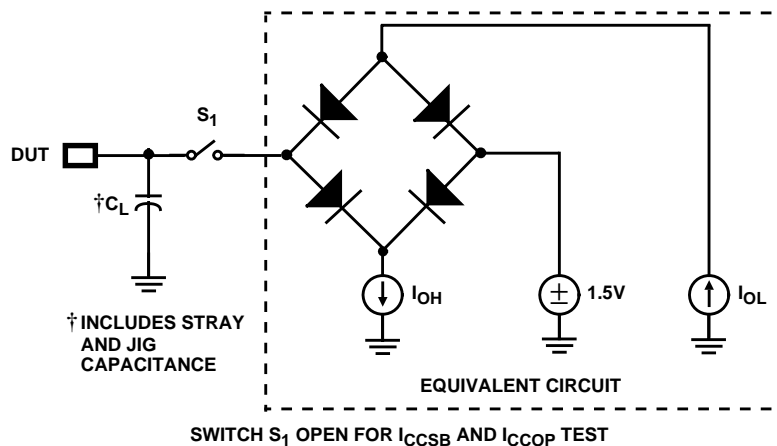 S1
DUT
†CL
† INCLUDES STRAY
AND JIG
CAPACITANCE
IOH
± 1.5V
IOL
EQUIVALENT CIRCUIT
SWITCH S1 OPEN FOR ICCSB AND ICCOP TEST